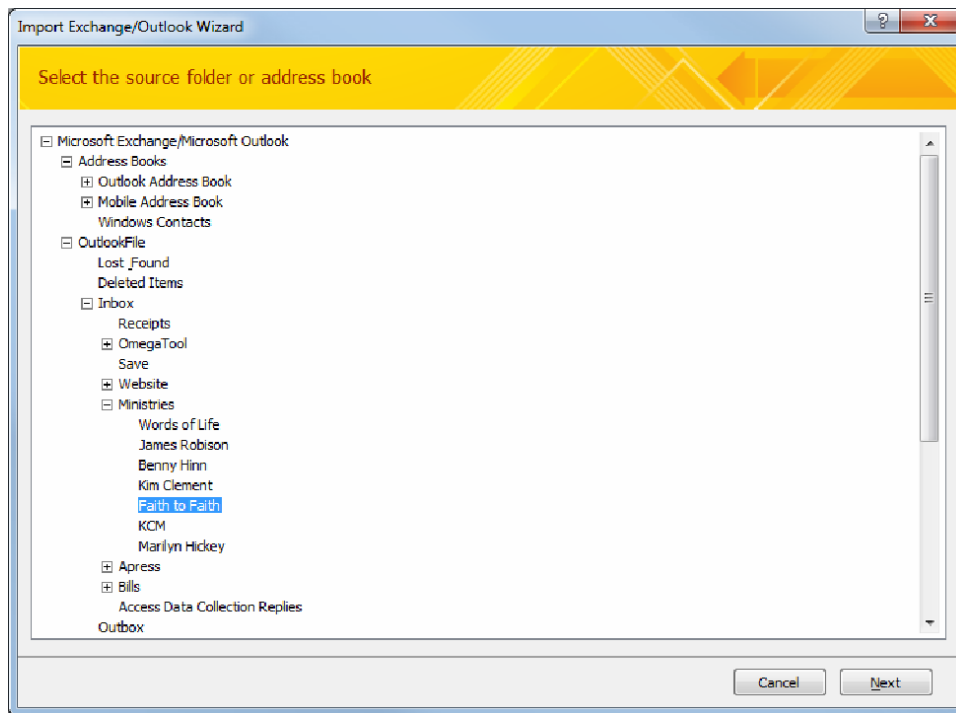 Import Exchange/Outlook Wizard
Select the source folder or address book
Microsoft Exchange/Microsoft Outlook
Address Books
Outlook Address Book
Mobile Address Book
Windows Contacts
OutlookFile
Lost_Found
Deleted Items
Inbox
Receipts
OmegaTool
Save
Website
Ministries
Words of Life
James Robison
Benny Hinn
Kim Clement
Faith to Faith
KCM
Marilyn Hickey
Apress
Bills
Access Data Collection Replies
Outbox
Cancel Next